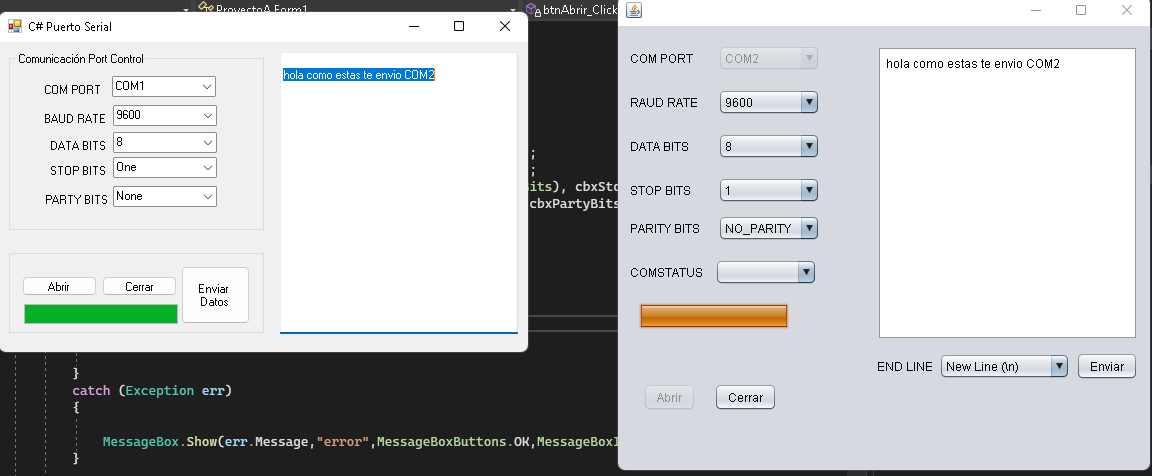 ProyectoA.Form1
btnAbrir_Click
C# Puerto Serial
Comunicación Port Control
COM PORT
COM1
BAUD RATE
9600
DATA BITS
8
STOP BITS
One
PARTY BITS
None
Abrir
Cerrar
Enviar
Datos
hola como estas te envio COM2
;
;
its), cbxSto
cbxPartyBits
}
catch (Exception err)
{
MessageBox.Show(err.Message,"error",MessageBoxButtons.OK,MessageBoxI
}
COM PORT
COM2
RAUD RATE
9600
DATA BITS
8
STOP BITS
1
PARITY BITS
NO_PARITY
COMSTATUS
Abrir
Cerrar
hola como estas te envio COM2
END LINE
New Line (\n)
Enviar